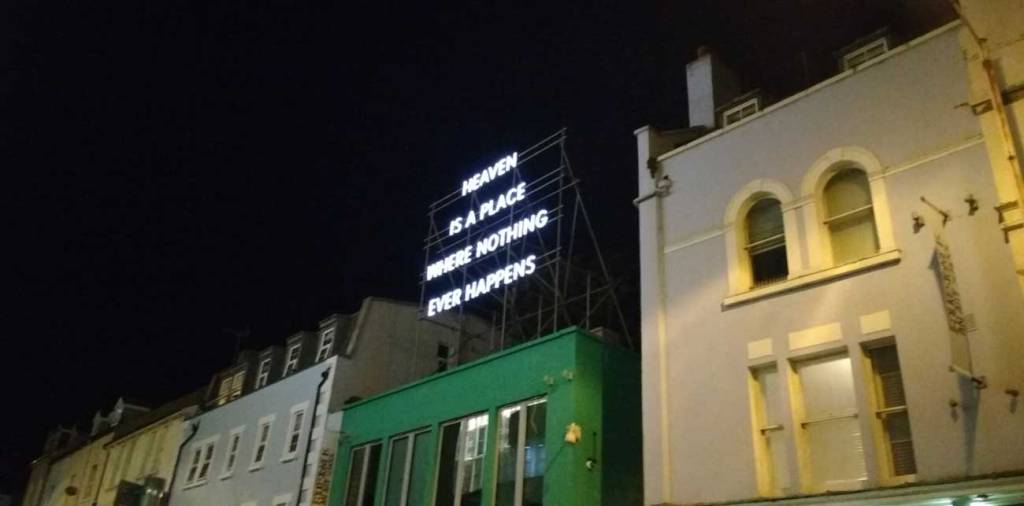 HEAVEN
IS A PLACE
WHERE NOTHING
EVER HAPPENS